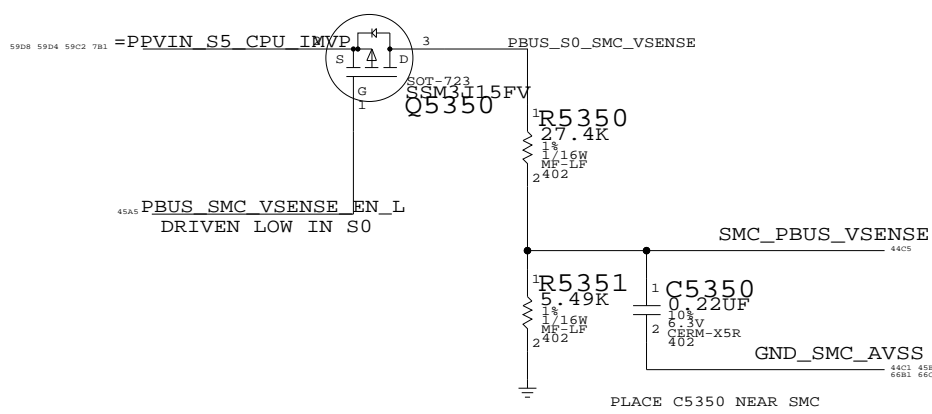 59D8 59D4 59C2 7B1 =PPVIN_S5_CPU_IMVP
3
PBUS_S0_SMC_VSENSE
S
D
G
1
SOT-723
SSM3J15FV
Q5350
1
R5350
27.4K
1%
1/16W
MF-LF
402
2
45A5 PBUS_SMC_VSENSE_EN_L
DRIVEN LOW IN S0
SMC_PBUS_VSENSE
44C5
1
R5351
5.49K
1%
1/16W
MF-LF
402
2
1
C5350
0.22UF
10%
6.3V
CERM-X5R
402
2
GND_SMC_AVSS
44C1
66B1
PLACE C5350 NEAR SMC